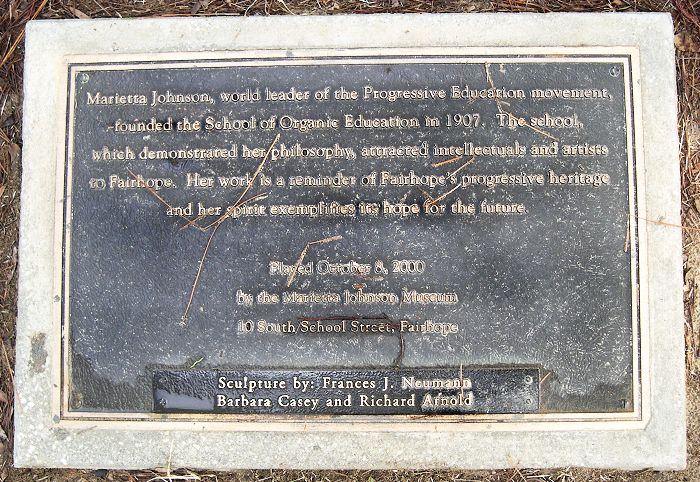 Marietta Johnson, world leader of the Progressive Education movement,
founded the School of Organic Education in 1907. The school,
which demonstrated her philosophy, attracted intellectuals and artists
to Fairhope. Her work is a reminder of Fairhope's progressive heritage
and her spirit exemplifies its hope for the future.
Placed October 8, 2000
by the Marietta Johnson Museum
10 South School Street, Fairhope
Sculpture by: Frances J. Neumann
Barbara Casey and Richard Arnold